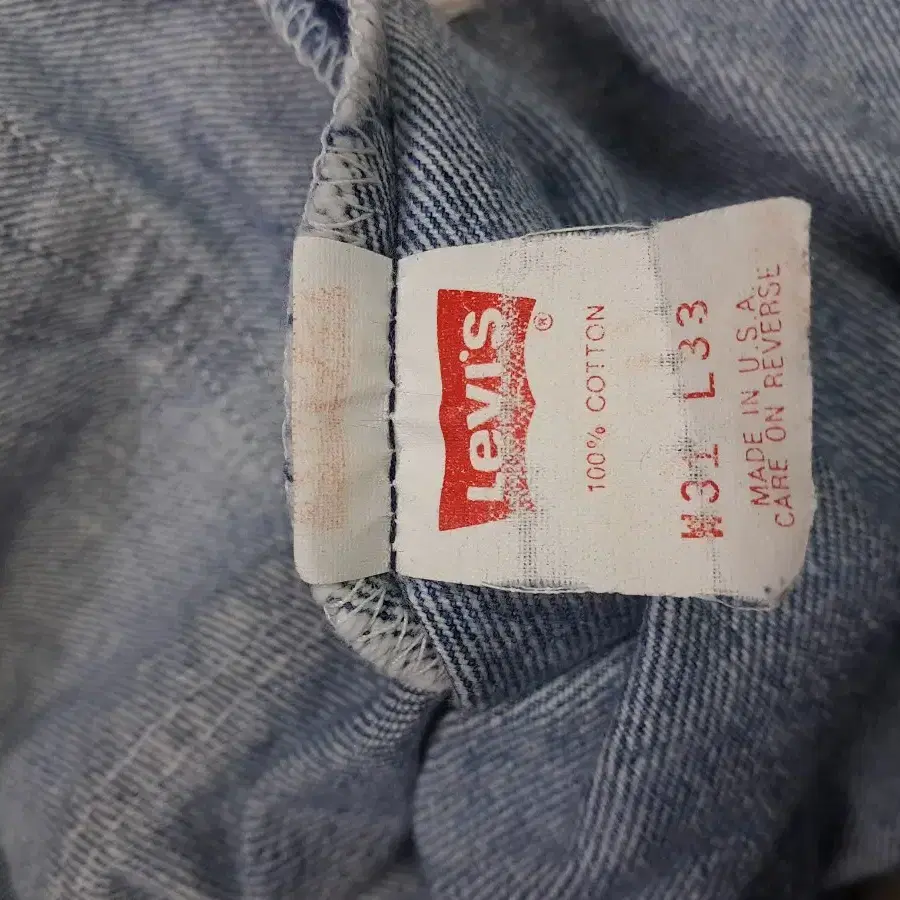 Levi's ®
100% COTTON
W31 L33
MADE IN U.S.A.
CARE ON REVERSE